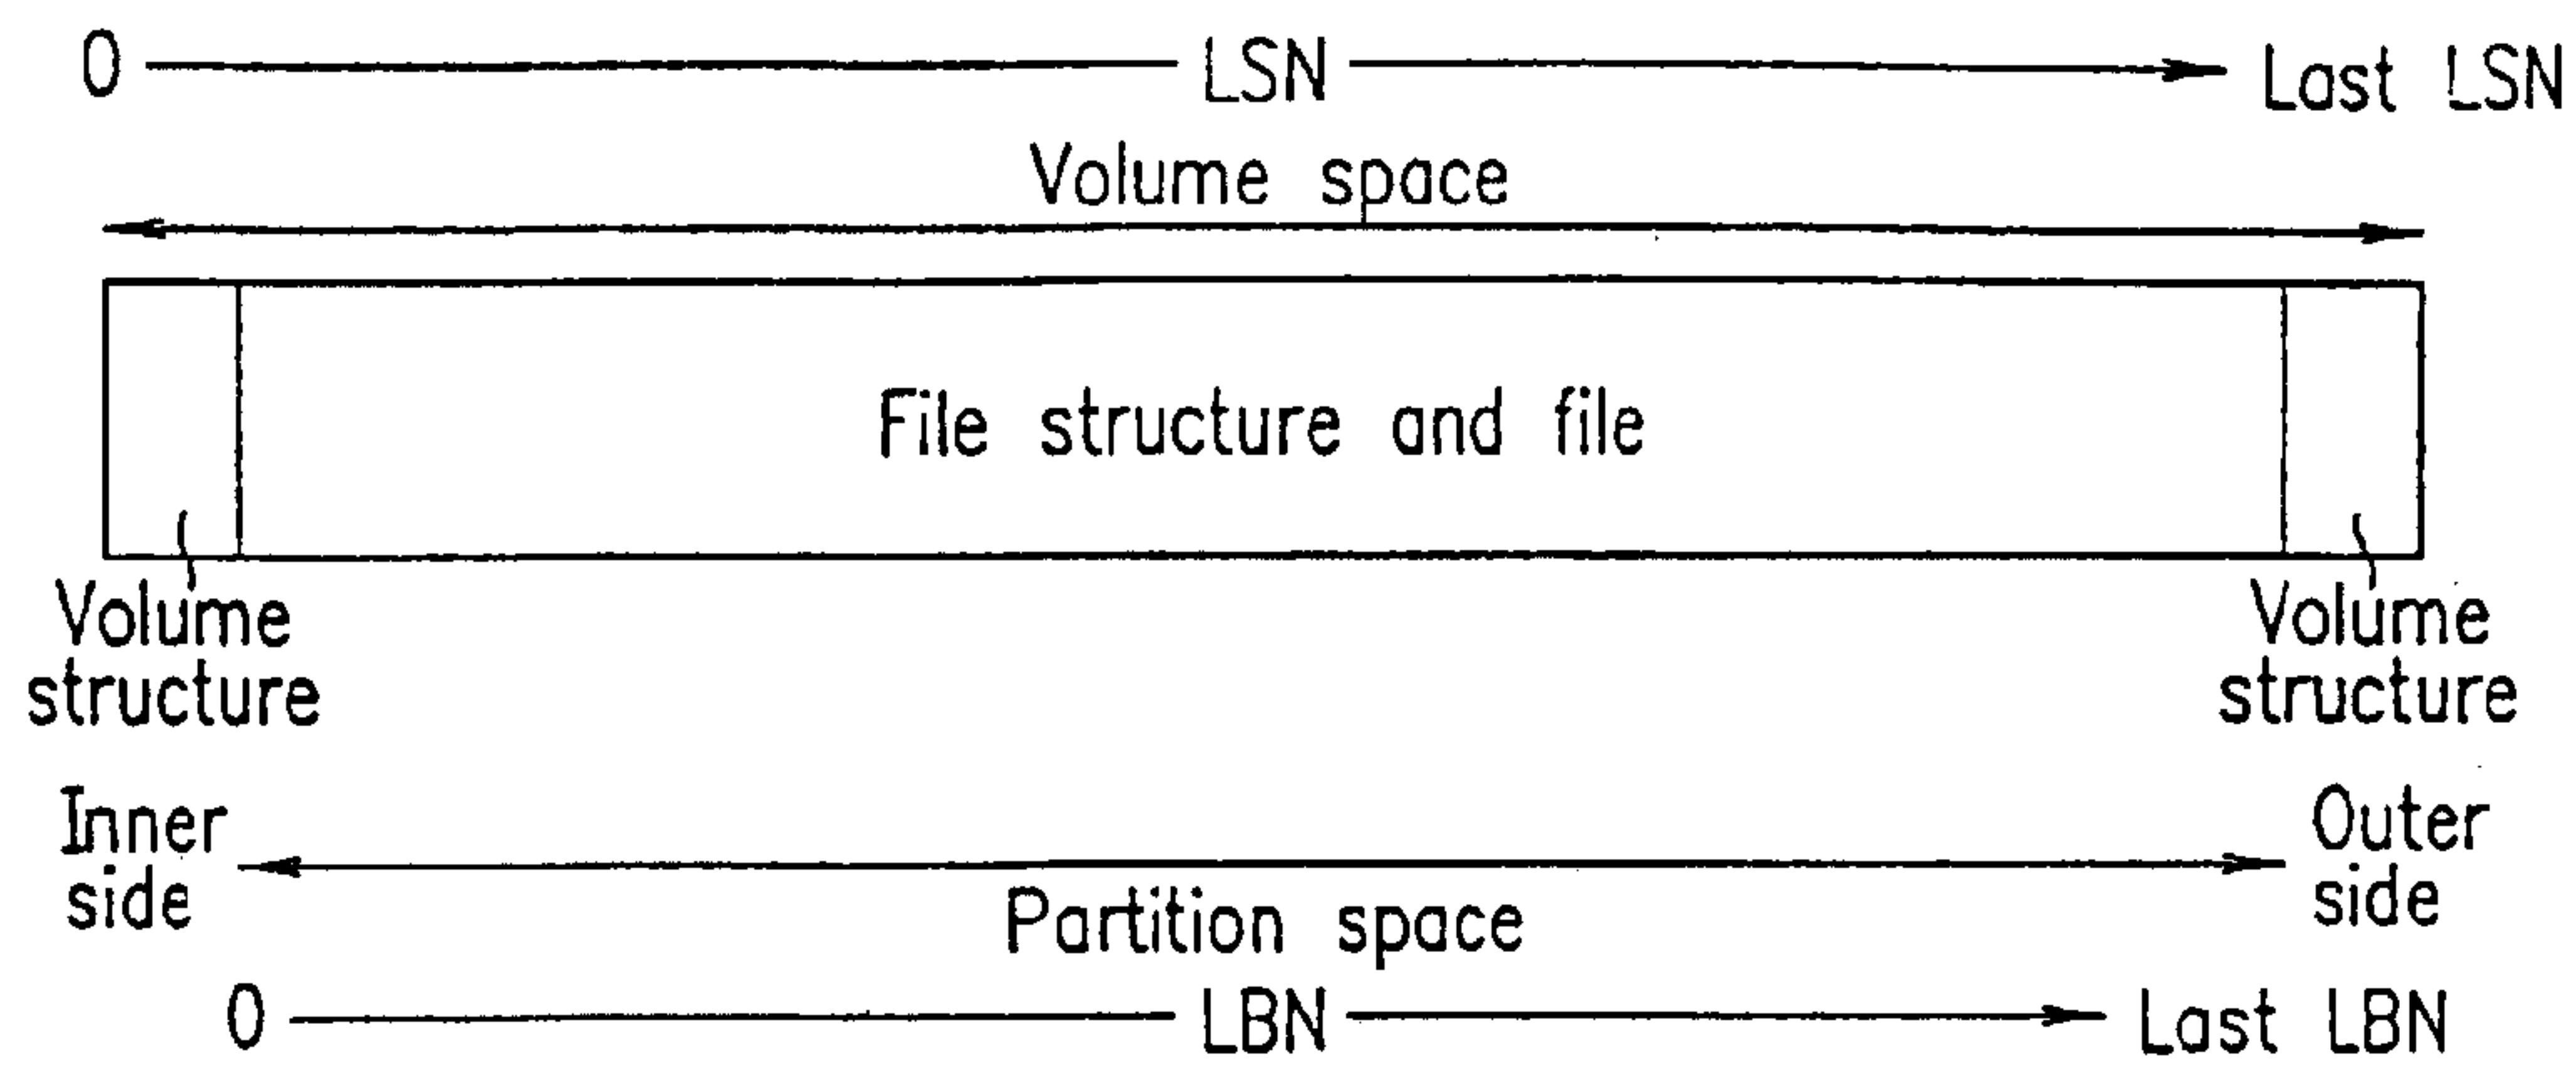 0 LSN Last LSN
Volume space
File structure and file
Volume
structure
Volume
structure
Inner
side
Outer
side
Partition space
0 LBN Last LBN